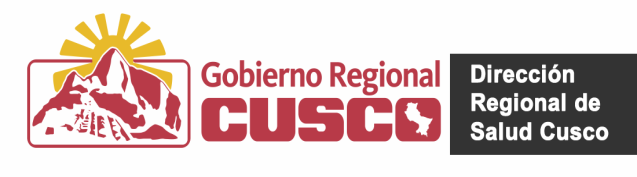 Gobierno Regional
CUSCO
Dirección
Regional de
Salud Cusco